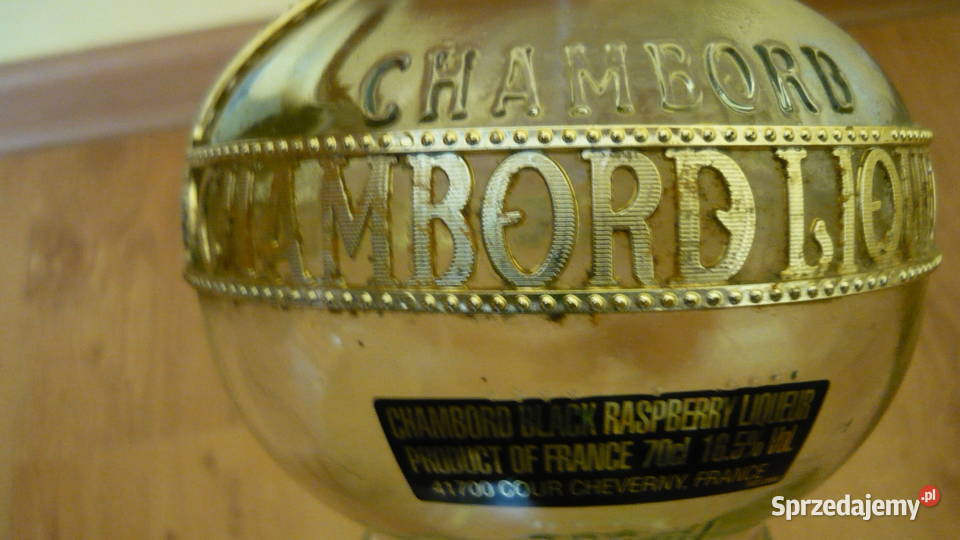 CHAMBORD
CHAMBORD LIQU
CHAMBORD BLACK RASPBERRY LIQUEUR
PRODUCT OF FRANCE 70cl 16.5% Vol.
41700 COUR CHEVERNY, FRANCE
Sprzedajemy.pl